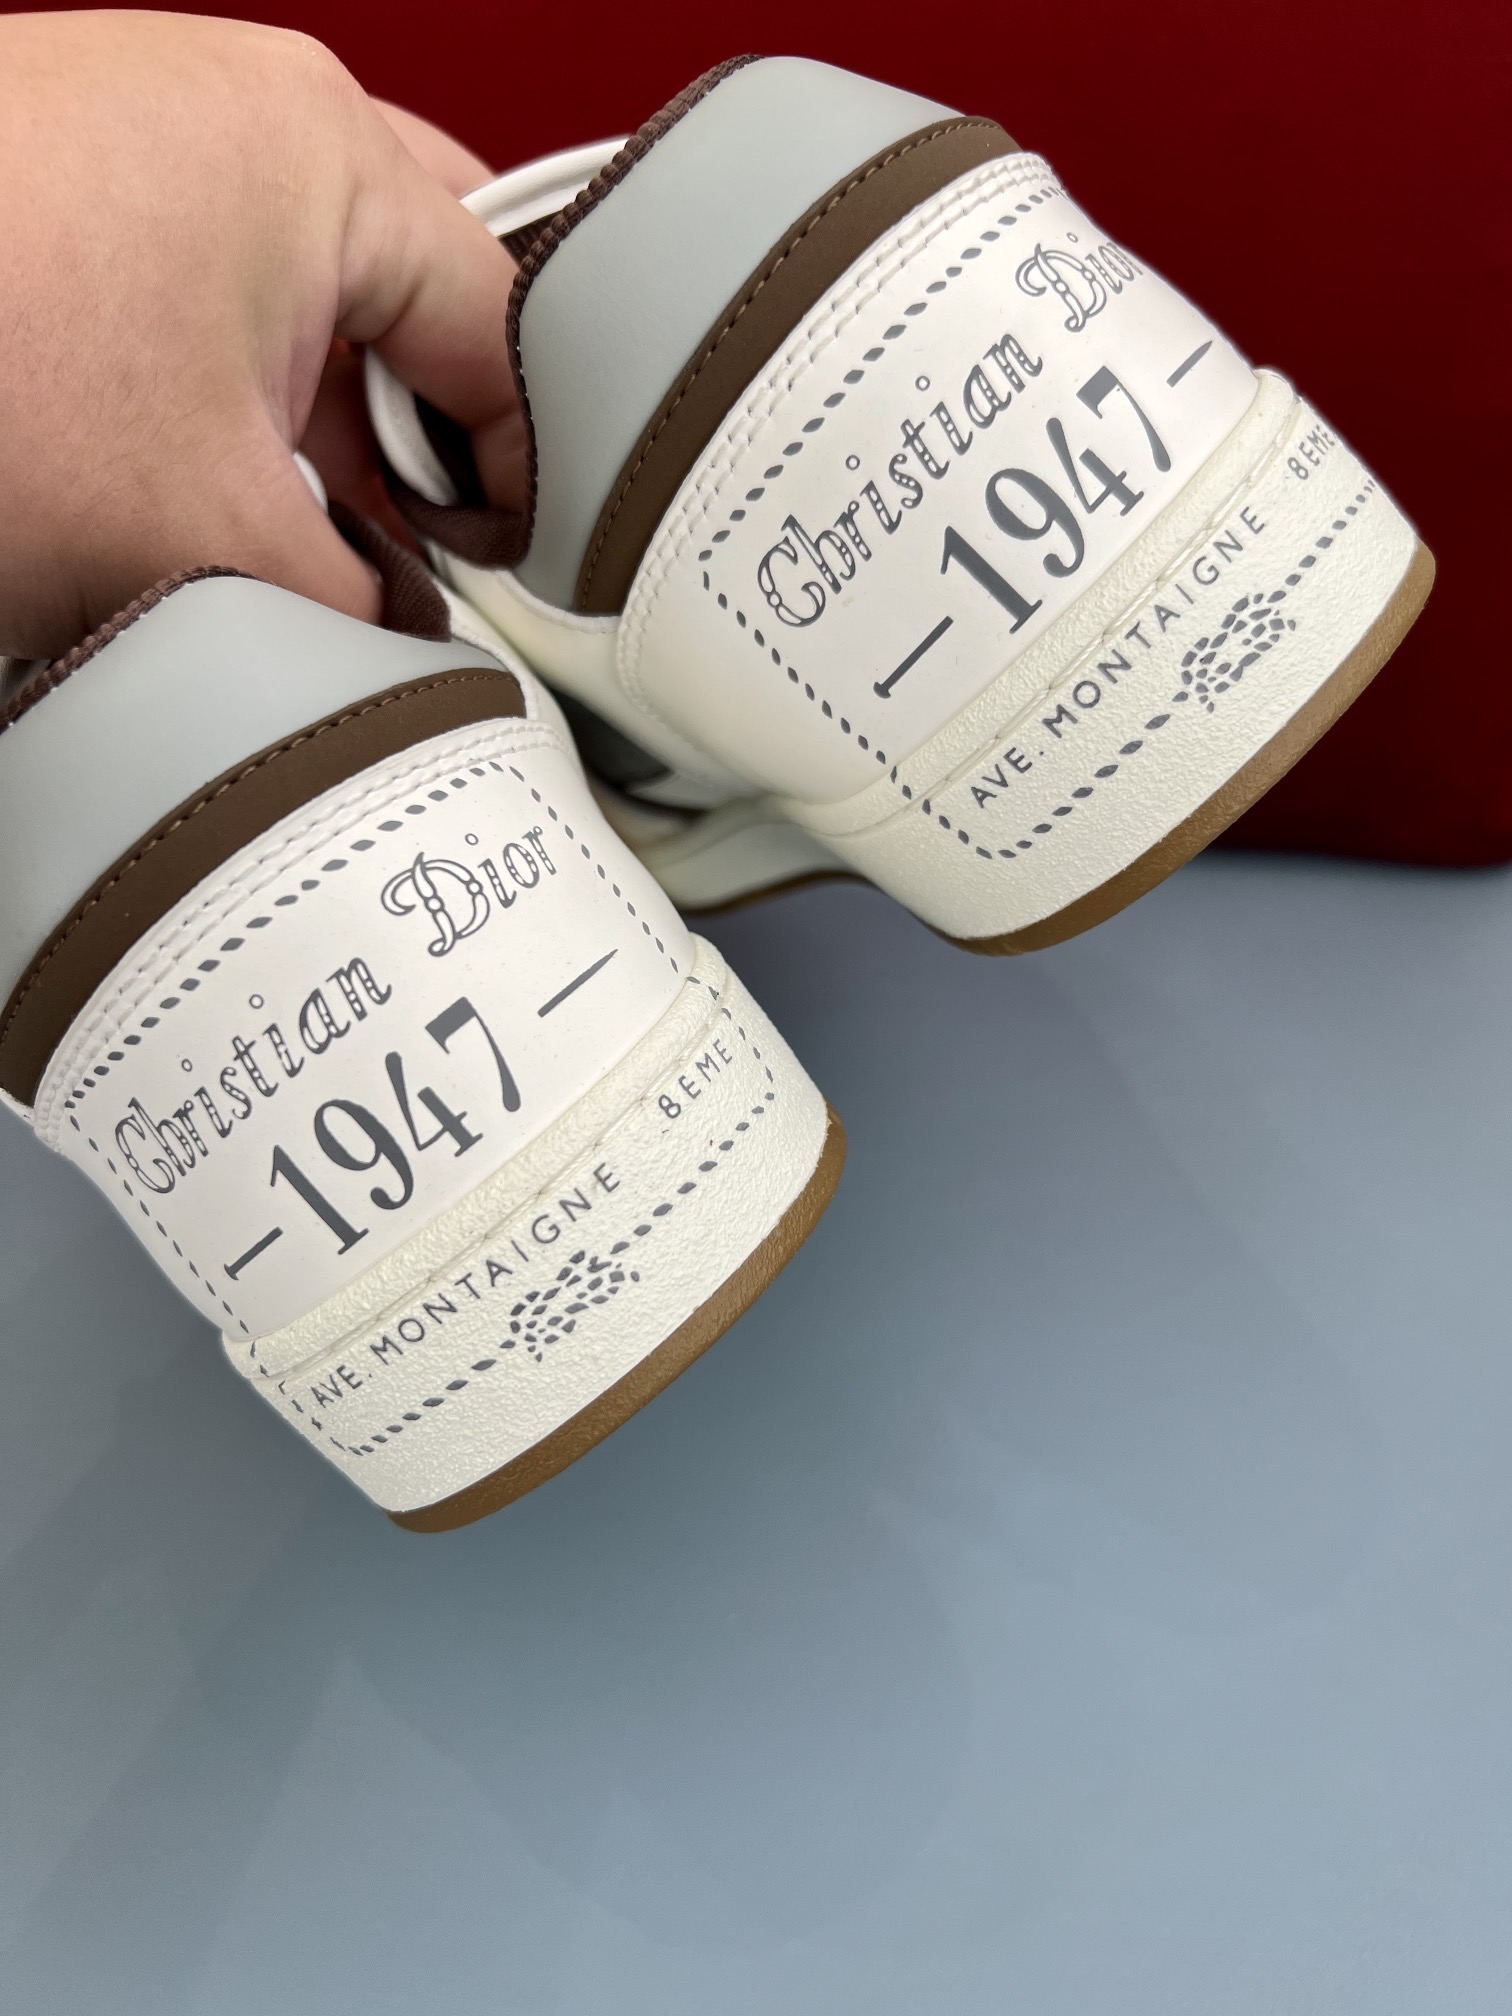 Christian Dior
—1947—
AVE. MONTAIGNE 8EME
Christian Dior
—1947—
AVE. MONTAIGNE 8EME